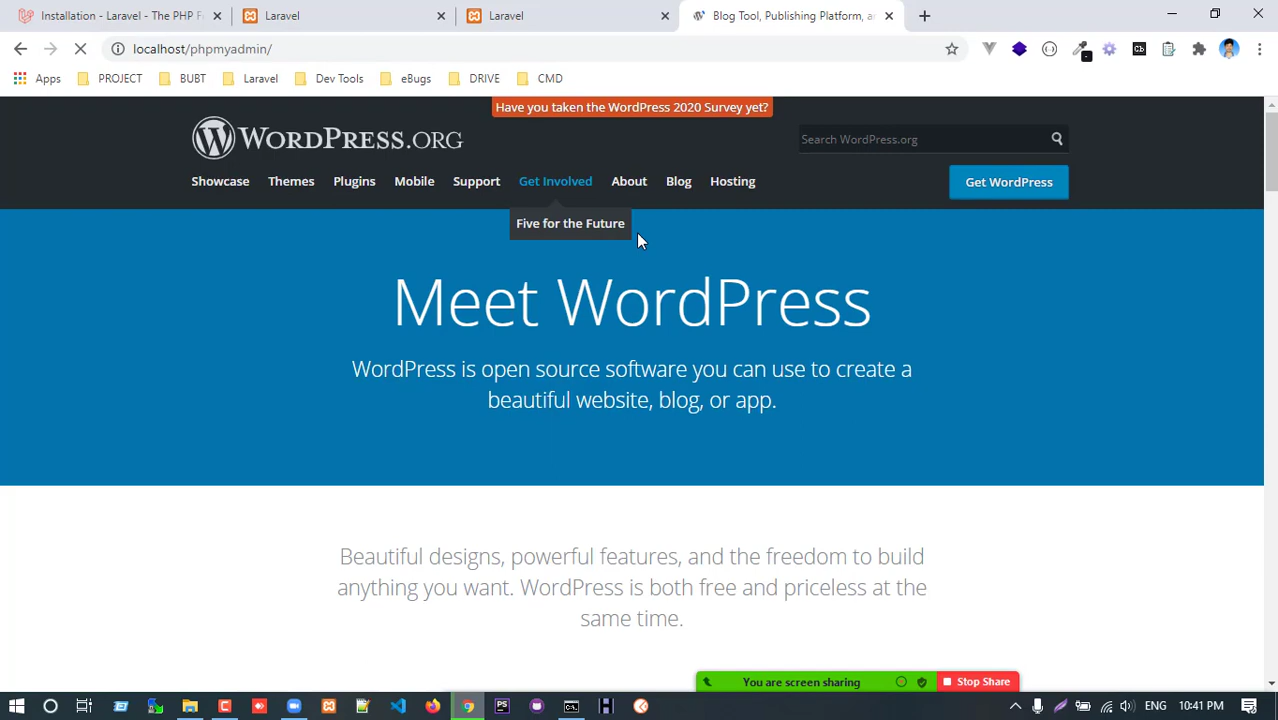 Installation - Laravel - The PHP F
Laravel
Laravel
Blog Tool, Publishing Platform, a
localhost/phpmyadmin/
Apps
PROJECT
BUBT
Laravel
Dev Tools
eBugs
DRIVE
CMD
Have you taken the WordPress 2020 Survey yet?
WORDPRESS.ORG
Search WordPress.org
Showcase
Themes
Plugins
Mobile
Support
Get Involved
About
Blog
Hosting
Get WordPress
Five for the Future
Meet WordPress
WordPress is open source software you can use to create a
beautiful website, blog, or app.
Beautiful designs, powerful features, and the freedom to build
anything you want. WordPress is both free and priceless at the
same time.
You are screen sharing
Stop Share
ENG
10:41 PM